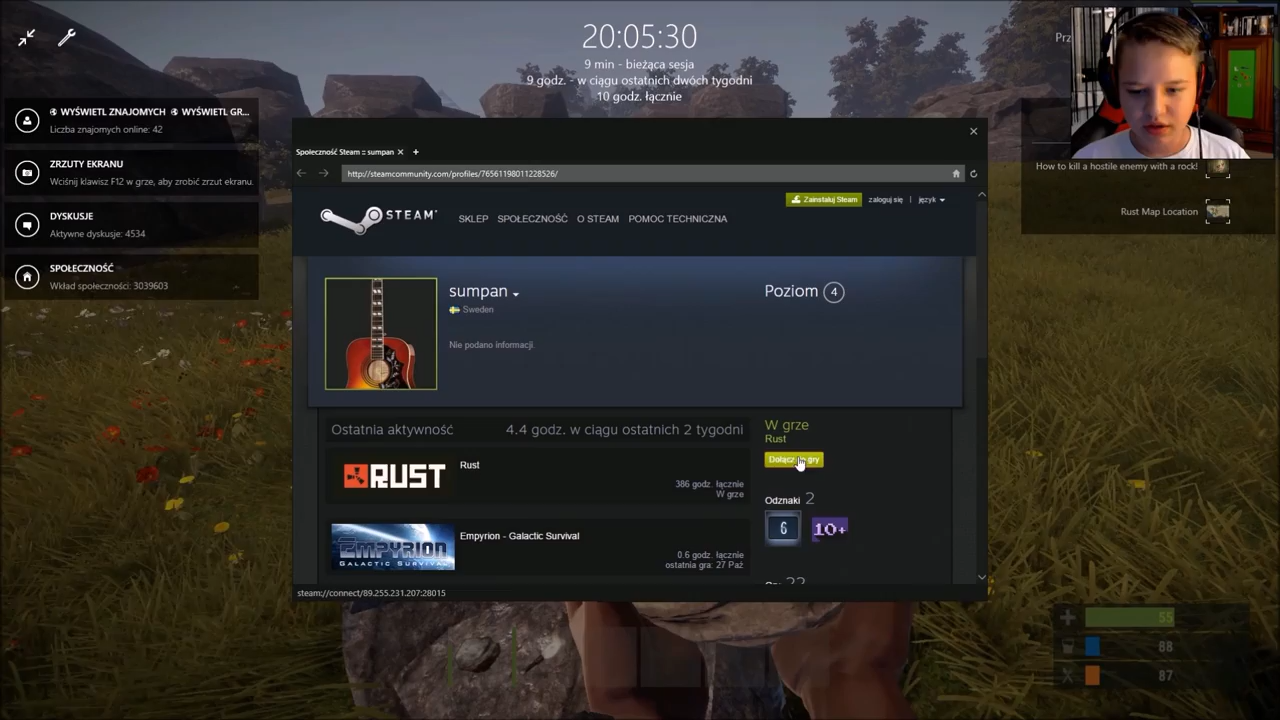 20:05:30
9 min - bieżąca sesja
9 godz. - w ciągu ostatnich dwóch tygodni
10 godz. łącznie
WYŚWIETL ZNAJOMYCH WYŚWIETL GR...
Liczba znajomych online: 42
ZRZUTY EKRANU
Wciśnij klawisz F12 w grze, aby zrobić zrzut ekranu.
DYSKUSJE
Aktywne dyskusje: 4534
SPOŁECZNOŚĆ
Wkład społeczności: 3039603
Prz
How to kill a hostile enemy with a rock!
Rust Map Location
Społeczność Steam :: sumpan
http://steamcommunity.com/profiles/76561198011228526/
Zainstaluj Steam zaloguj się | język
STEAM
SKLEP SPOŁECZNOŚĆ O STEAM POMOC TECHNICZNA
sumpan
Sweden
Nie podano informacji.
Poziom 4
Ostatnia aktywność 4.4 godz. w ciągu ostatnich 2 tygodni
RUST
Rust
386 godz. łącznie
W grze
EMPYRION
GALACTIC SURVIVAL
Empyrion - Galactic Survival
0.6 godz. łącznie
ostatnia gra: 27 Paź
W grze
Rust
gry
Odznaki 2
6
10+
22
steam://connect/89.255.231.207:28015
55
88
87